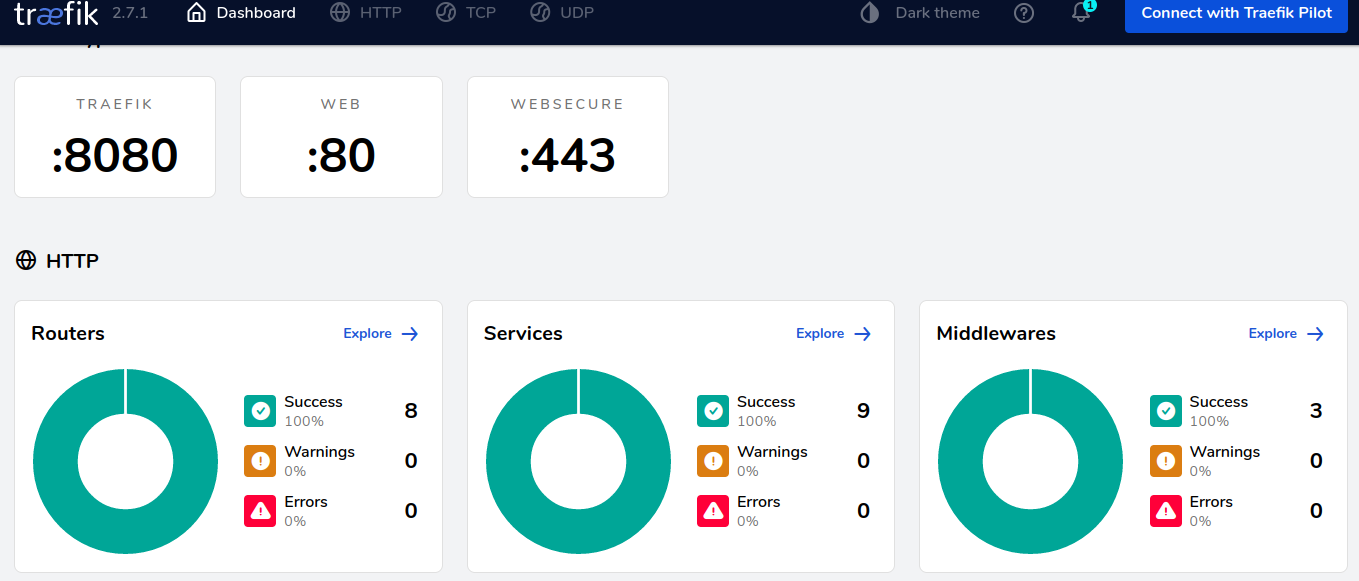 træfik 2.7.1 Dashboard HTTP TCP UDP Dark theme 1 Connect with Traefik Pilot
TRAEFIK WEB WEBSECURE
:8080 :80 :443
HTTP
Routers Explore
Success 8
100%
Warnings 0
0%
Errors 0
0%
Services Explore
Success 9
100%
Warnings 0
0%
Errors 0
0%
Middlewares Explore
Success 3
100%
Warnings 0
0%
Errors 0
0%